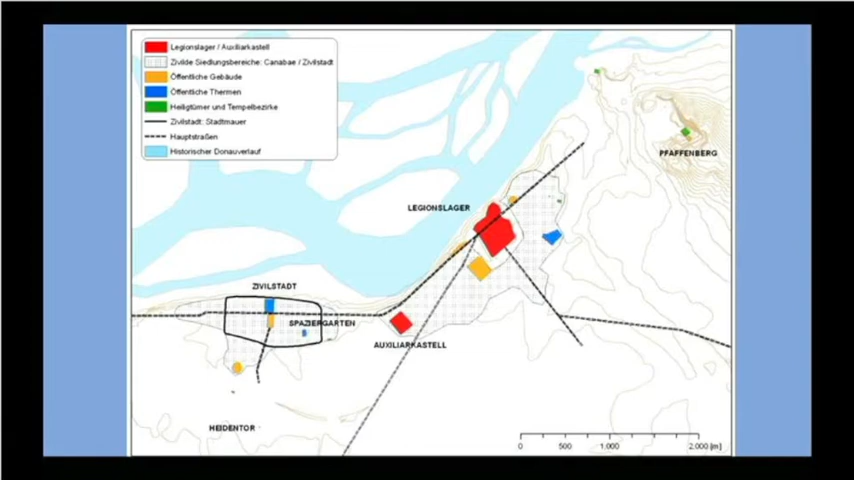 Legionslager / Auxiliarkastell
Zivilde Siedlungsbereiche: Canabae / Zivilstadt
Öffentliche Gebäude
Öffentliche Thermen
Heiligtümer und Tempelbezirke
Zivilstadt: Stadtmauer
Hauptstraßen
Historischer Donauverlauf
PFAFFENBERG
LEGIONSLAGER
ZIVILSTADT
SPAZIERGARTEN
AUXILIARKASTELL
HEIDENTOR
0 500 1.000 2.000 [m]